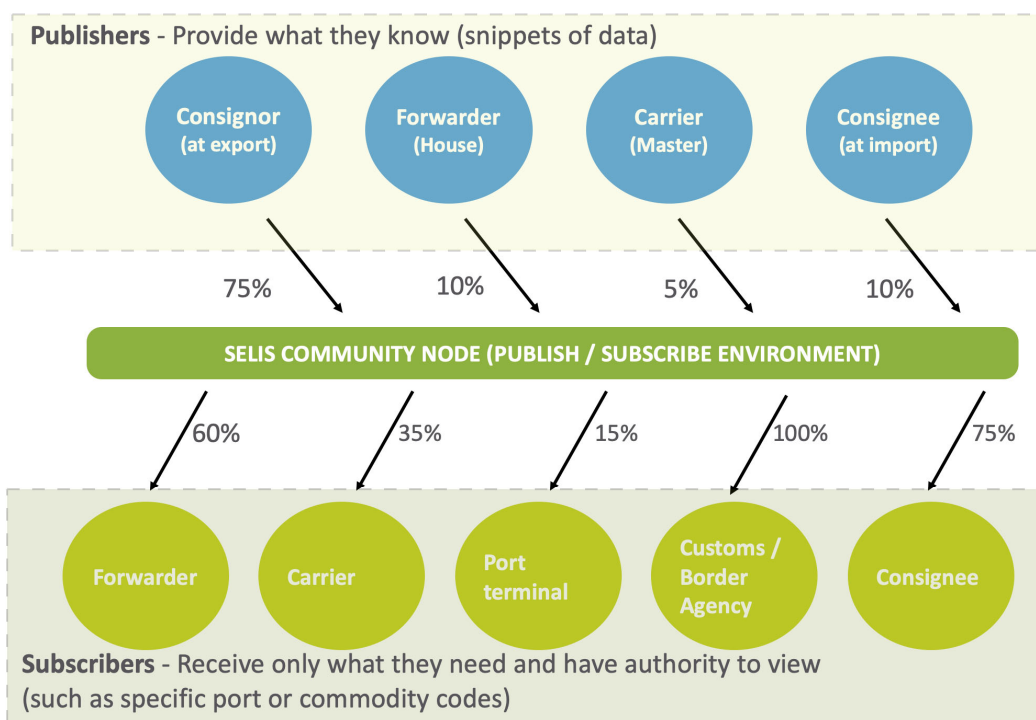 Publishers - Provide what they know (snippets of data)
Consignor
(at export)
Forwarder
(House)
Carrier
(Master)
Consignee
(at import)
75%
10%
5%
10%
SELIS COMMUNITY NODE (PUBLISH / SUBSCRIBE ENVIRONMENT)
60%
35%
15%
100%
75%
Forwarder
Carrier
Port
terminal
Customs /
Border
Agency
Consignee
Subscribers - Receive only what they need and have authority to view
(such as specific port or commodity codes)